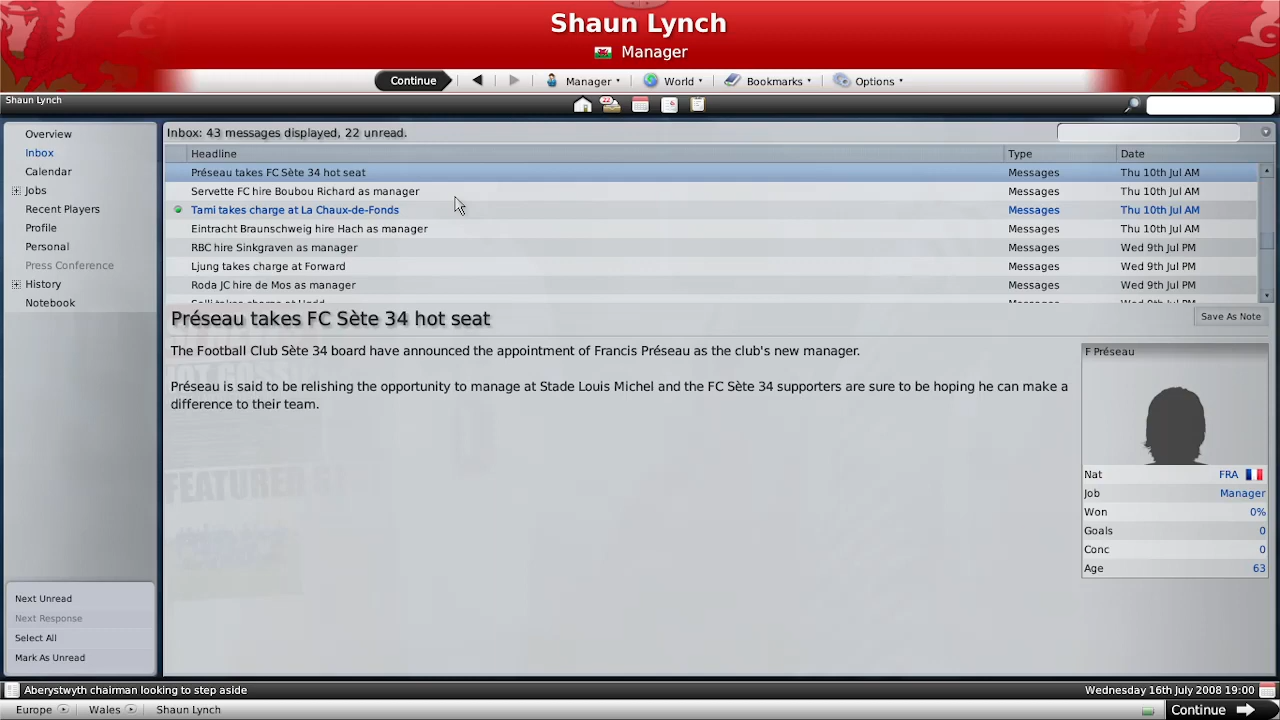 Shaun Lynch
Manager
Continue
Manager
World
Bookmarks
Options
Shaun Lynch
22
Overview
Inbox
Calendar
Jobs
Recent Players
Profile
Personal
Press Conference
History
Notebook
Inbox: 43 messages displayed, 22 unread.
Headline Type Date
Préseau takes FC Sète 34 hot seat Messages Thu 10th Jul AM
Servette FC hire Boubou Richard as manager Messages Thu 10th Jul AM
Tami takes charge at La Chaux-de-Fonds Messages Thu 10th Jul AM
Eintracht Braunschweig hire Hach as manager Messages Thu 10th Jul AM
RBC hire Sinkgraven as manager Messages Wed 9th Jul PM
Ljung takes charge at Forward Messages Wed 9th Jul PM
Roda JC hire de Mos as manager Messages Wed 9th Jul PM
takes charge at Messages Wed 9th Jul PM
Préseau takes FC Sète 34 hot seat
Save As Note
The Football Club Sète 34 board have announced the appointment of Francis Préseau as the club's new manager.
Préseau is said to be relishing the opportunity to manage at Stade Louis Michel and the FC Sète 34 supporters are sure to be hoping he can make a
difference to their team.
F Préseau
Nat FRA
Job Manager
Won 0%
Goals 0
Conc 0
Age 63
FEATURED
Next Unread
Next Response
Select All
Mark As Unread
Aberystwyth chairman looking to step aside
Wednesday 16th July 2008 19:00
Europe
Wales
Shaun Lynch
Continue